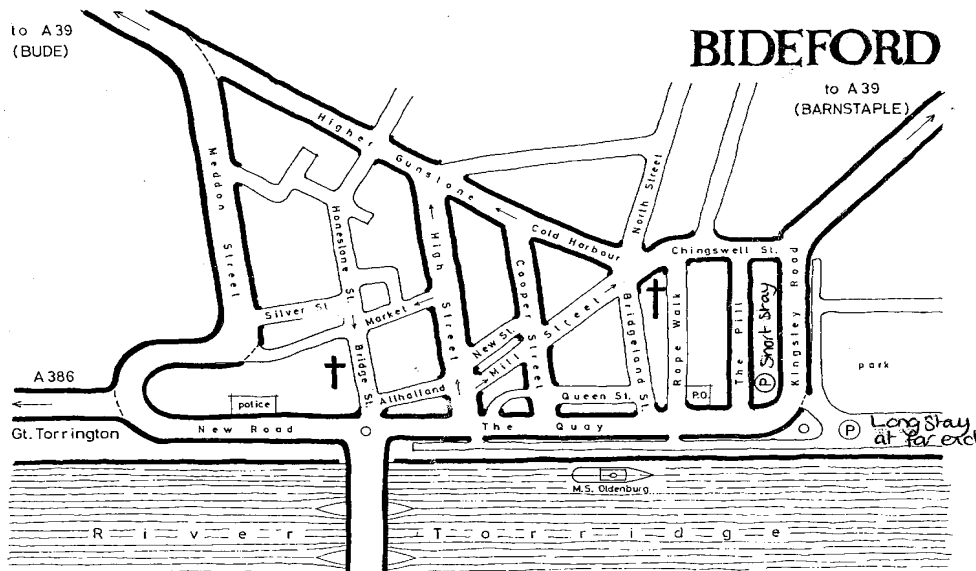 to A39
(BUDE)
BIDEFORD
to A39
(BARNSTAPLE)
Higher Gunstone
Meddon Street
Honestone St.
High Street
Cold Harbour
North Street
Chingswell St.
Cooper Street
Silver St.
Market
Bridge St.
New St.
Mill Street
Bridgeland St.
Rope Walk
The Pill
P Short Stay
Kingsley Road
park
A386
Gt. Torrington
police
Allhalland
Queen St.
P.O.
New Road
The Quay
P Long Stay
at far end
M.S. Oldenburg
River Torridge